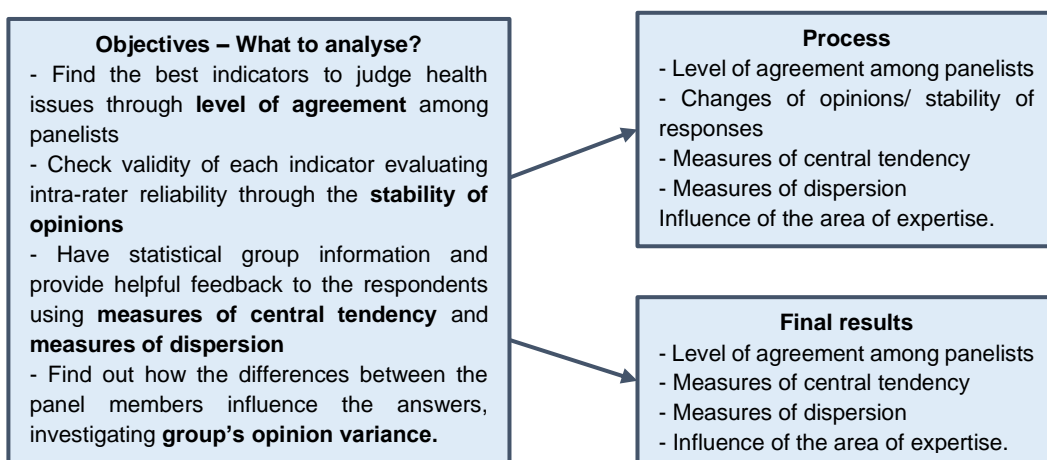 Objectives – What to analyse?
- Find the best indicators to judge health
issues through level of agreement among
panelists
- Check validity of each indicator evaluating
intra-rater reliability through the stability of
opinions
- Have statistical group information and
provide helpful feedback to the respondents
using measures of central tendency and
measures of dispersion
- Find out how the differences between the
panel members influence the answers,
investigating group's opinion variance.
Process
- Level of agreement among panelists
- Changes of opinions/ stability of
responses
- Measures of central tendency
- Measures of dispersion
Influence of the area of expertise.
Final results
- Level of agreement among panelists
- Measures of central tendency
- Measures of dispersion
- Influence of the area of expertise.